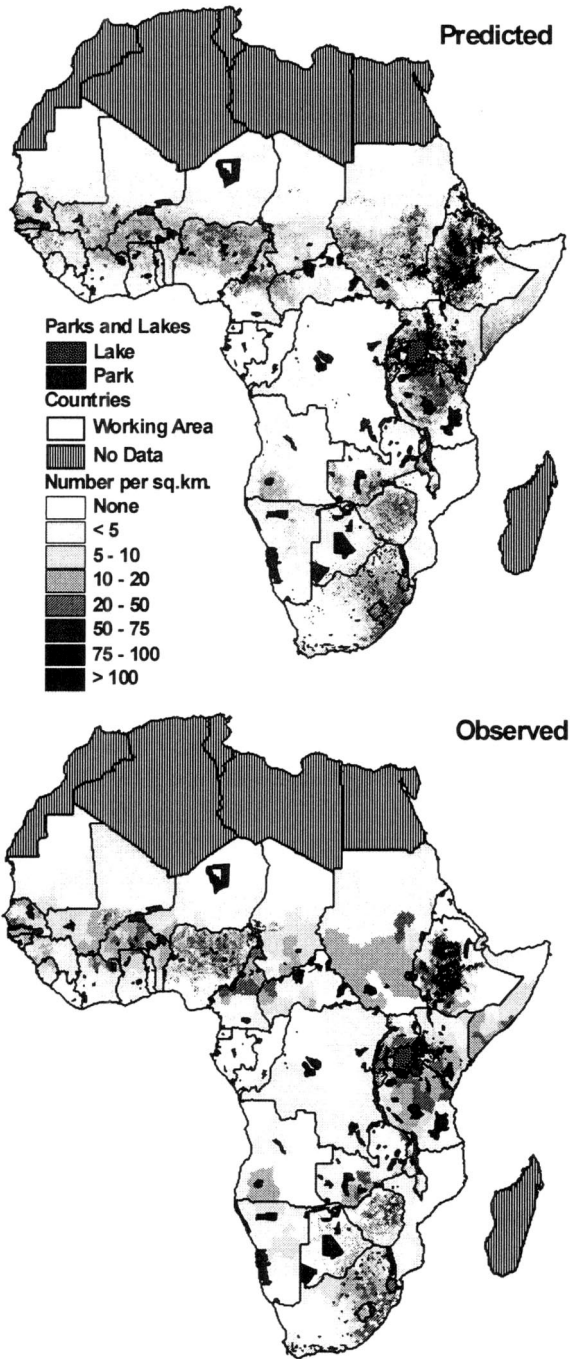 Predicted
Parks and Lakes
Lake
Park
Countries
Working Area
No Data
Number per sq.km.
None
< 5
5 - 10
10 - 20
20 - 50
50 - 75
75 - 100
> 100
Observed